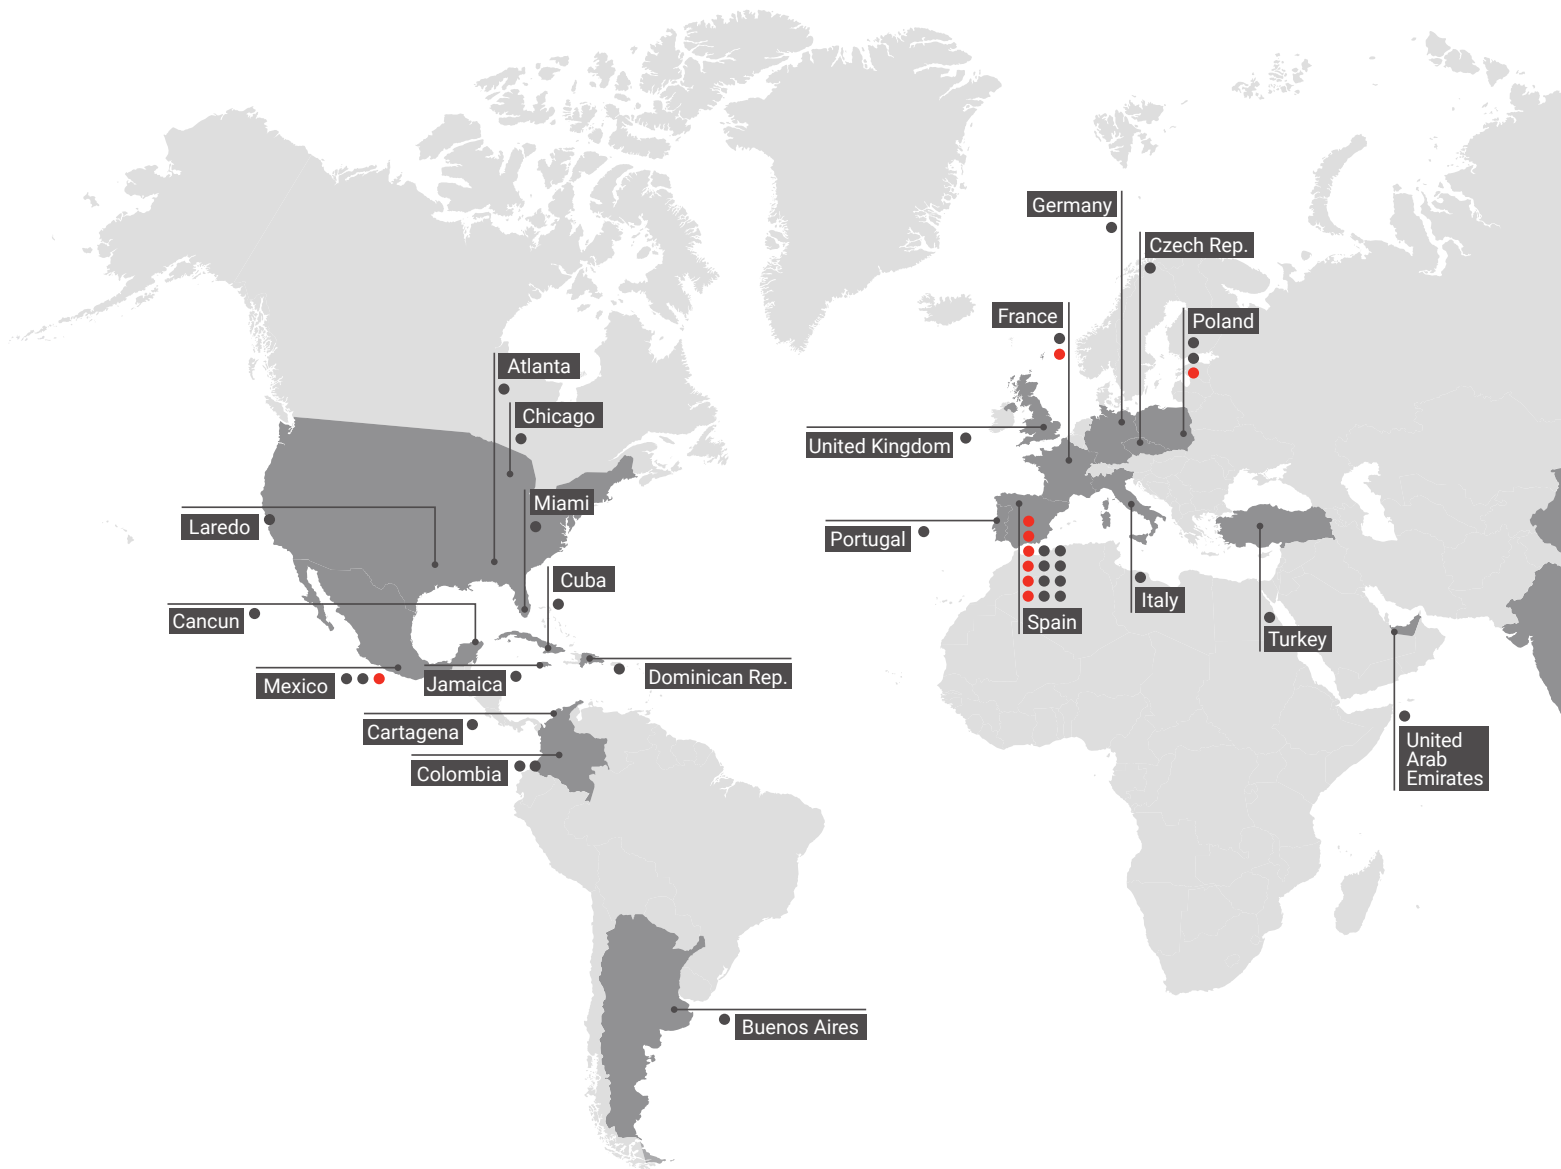 Germany
Czech Rep.
France
Poland
Atlanta
Chicago
United Kingdom
Miami
Laredo
Portugal
Cuba
Italy
Cancun
Spain
Turkey
Mexico
Jamaica
Dominican Rep.
Cartagena
Colombia
United
Arab
Emirates
Buenos Aires